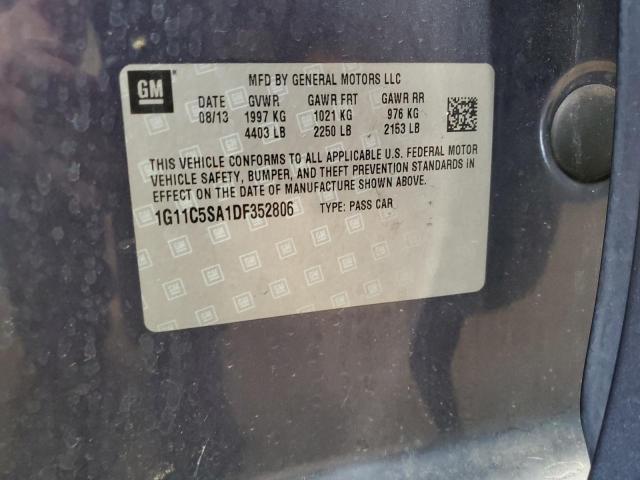 GM
MFD BY GENERAL MOTORS LLC
DATE GVWR GAWR FRT GAWR RR
08/13 1997 KG 1021 KG 976 KG
4403 LB 2250 LB 2153 LB
THIS VEHICLE CONFORMS TO ALL APPLICABLE U.S. FEDERAL MOTOR
VEHICLE SAFETY, BUMPER, AND THEFT PREVENTION STANDARDS IN
EFFECT ON THE DATE OF MANUFACTURE SHOWN ABOVE.
1G11C5SA1DF352806 TYPE: PASS CAR